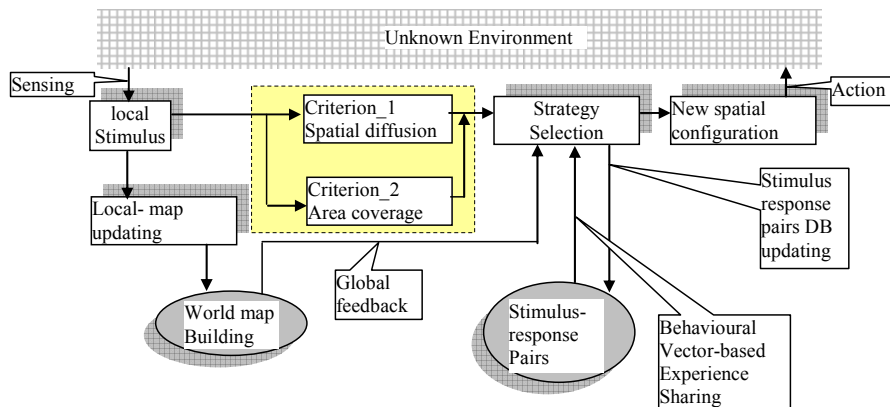 Unknown Environment
Sensing
Action
local
Stimulus
Criterion_1
Spatial diffusion
Strategy
Selection
New spatial
configuration
Criterion_2
Area coverage
Local- map
updating
Stimulus
response
pairs DB
updating
Global
feedback
World map
Building
Stimulus-
response
Pairs
Behavioural
Vector-based
Experience
Sharing